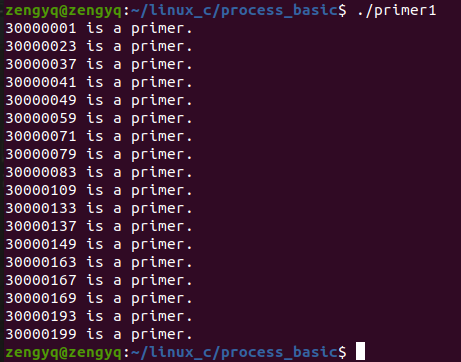 zengyq@zengyq:~/linux_c/process_basic$ ./primer1
30000001 is a primer.
30000023 is a primer.
30000037 is a primer.
30000041 is a primer.
30000049 is a primer.
30000059 is a primer.
30000071 is a primer.
30000079 is a primer.
30000083 is a primer.
30000109 is a primer.
30000133 is a primer.
30000137 is a primer.
30000149 is a primer.
30000163 is a primer.
30000167 is a primer.
30000169 is a primer.
30000193 is a primer.
30000199 is a primer.
zengyq@zengyq:~/linux_c/process_basic$